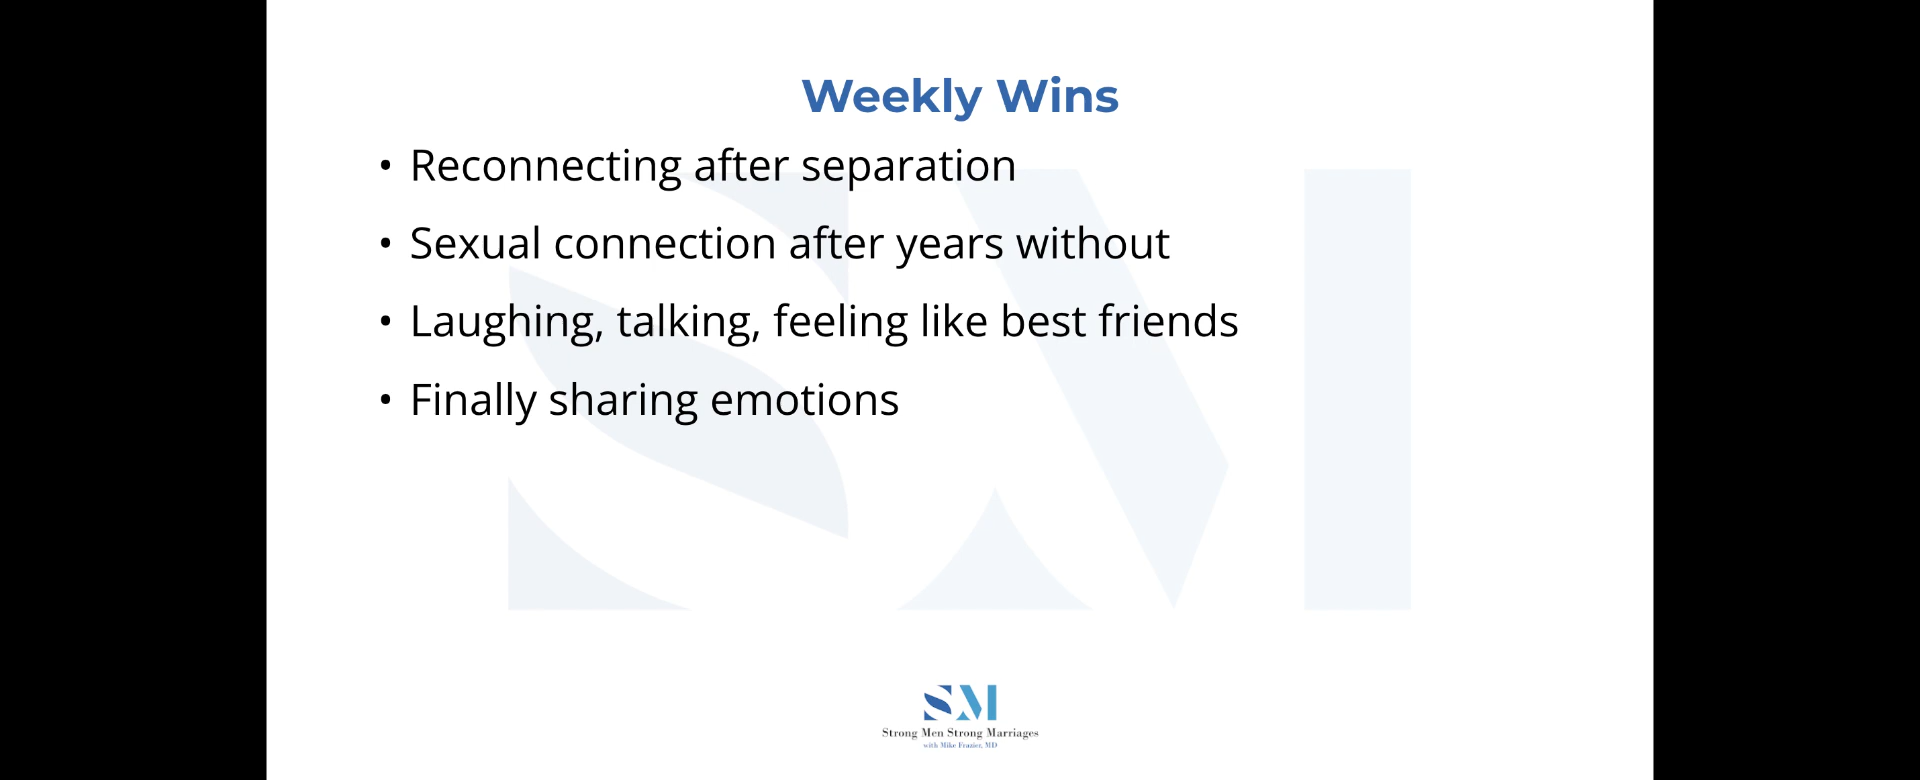 Weekly Wins
• Reconnecting after separation
• Sexual connection after years without
• Laughing, talking, feeling like best friends
• Finally sharing emotions
SM
Strong Men Strong Marriages
with Mike Frazier, MD